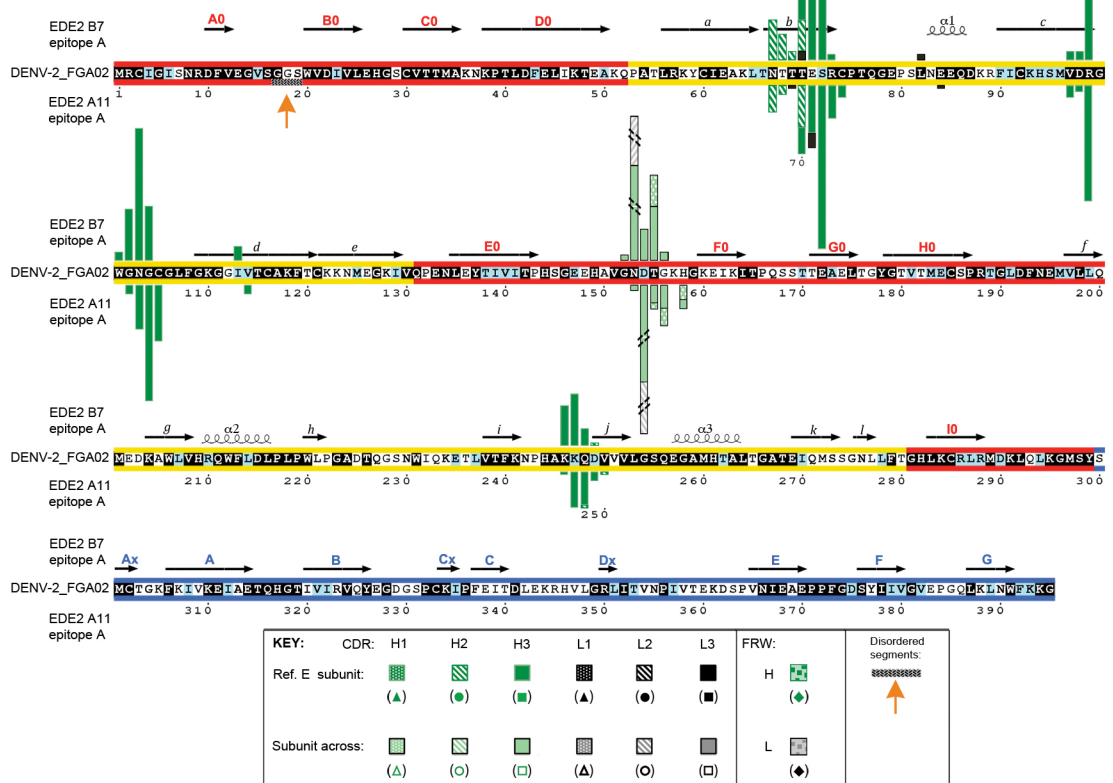 EDE2 B7 A0 B0 C0 D0 a b α1 c
epitope A
DENV-2_FGA02 MRCIGISNRDFVEGVSGGSWVDIVLEHGSCVTTMAKNKPTLDFELIKTEAKQPATLRKYCIEAKLTNTTTESRCPTQGEPSLNEEQDKRFICKHSMVDRG
1 20 30 40 60 80 90
EDE2 A11
epitope A
70
EDE2 B7
epitope A
d e E0 F0 G0 H0 f
DENV-2_FGA02 WGNGCGLFGKGGIVTCAKFTCKKNMEGKIVQPENLEYTIVITPHSGEEHAVGNDTGKHGKEIKITPQSSTTEAELTGYGTVTMECSPRTGLDFNEMVLLQ
110 120 130 140 150 160 170 180 190 200
EDE2 A11
epitope A
EDE2 B7
epitope A
g α2 h i j α3 k l I0
DENV-2_FGA02 MEDKAWLVHRQWFLDLPLPWLPGADTQGSNWIQKETLVTFKNPHAKKQDVVVLGSQEGAMHTALTGATEIQMSSGNLLFTGHLKCRLRMDKLQLKGMSYS
210 220 230 240 260 270 280 290 300
EDE2 A11
epitope A
250
EDE2 B7
epitope A
Ax A B Cx C Dx E F G
DENV-2_FGA02 MCTGKFKIVKEIAETQHGTIVIRVQYEGDGSPCKIPFEITDLEKRHVLGRLITVNPIVTEKDSPVNIEAEPPFGDSYIIVGVEPGQLKLNWFKKG
310 320 330 340 350 360 370 380 390
EDE2 A11
epitope A
KEY: CDR: H1 H2 H3 L1 L2 L3 FRW: Disordered
segments:
Ref. E subunit: H
(▲) (●) (■) (▲) (●) (■) (◆)
Subunit across: L
(△) (○) (□) (△) (○) (□) (◆)